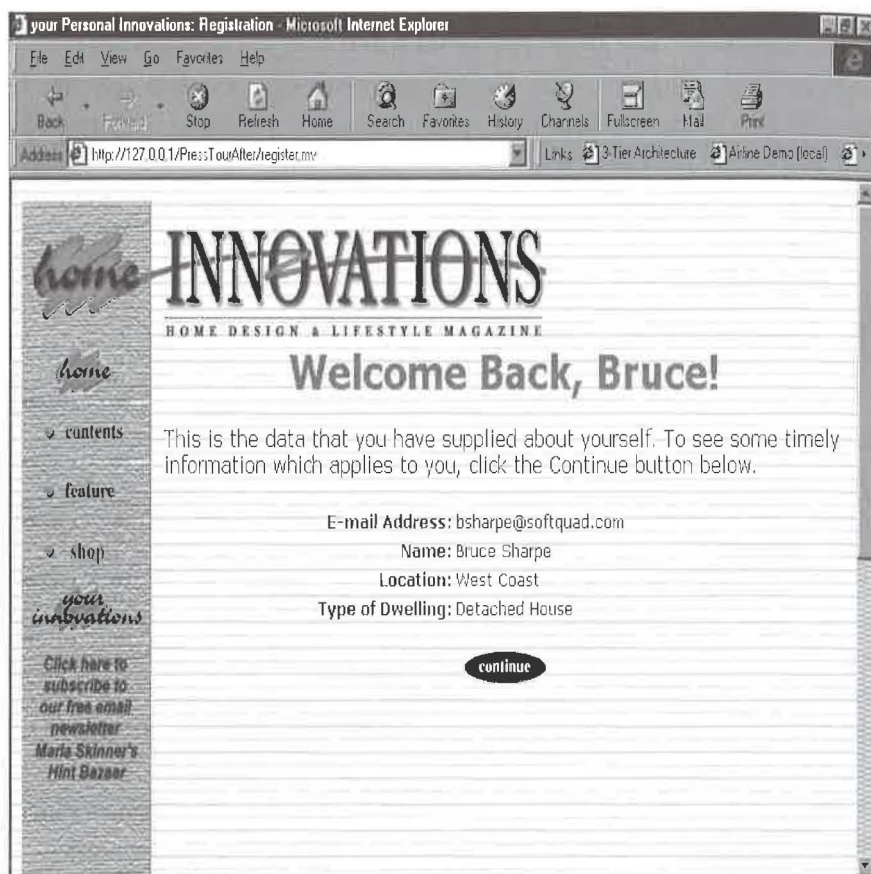 your Personal Innovations: Registration - Microsoft Internet Explorer
File Edit View Go Favorites Help
Back Forward Stop Refresh Home Search Favorites History Channels Fullscreen Mail Print
Address http://127.0.0.1/PressTourAfter/register.mv Links 3-Tier Architecture Airline Demo (local)
home INNOVATIONS
HOME DESIGN & LIFESTYLE MAGAZINE
Welcome Back, Bruce!
home
contents
feature
shop
your
innovations
Click here to
subscribe to
our free email
newsletter
Maria Skinner's
Hint Bazaar
This is the data that you have supplied about yourself. To see some timely
information which applies to you, click the Continue button below.
E-mail Address: bsharpe@softquad.com
Name: Bruce Sharpe
Location: West Coast
Type of Dwelling: Detached House
continue